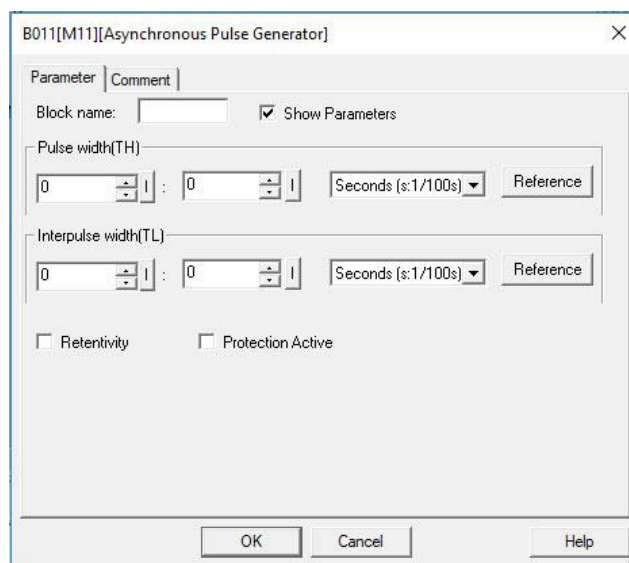 B011[M11][Asynchronous Pulse Generator]
Parameter Comment
Block name: Show Parameters
Pulse width(TH)
0 : 0 Seconds (s:1/100s) Reference
Interpulse width(TL)
0 : 0 Seconds (s:1/100s) Reference
Retentivity Protection Active
OK Cancel Help